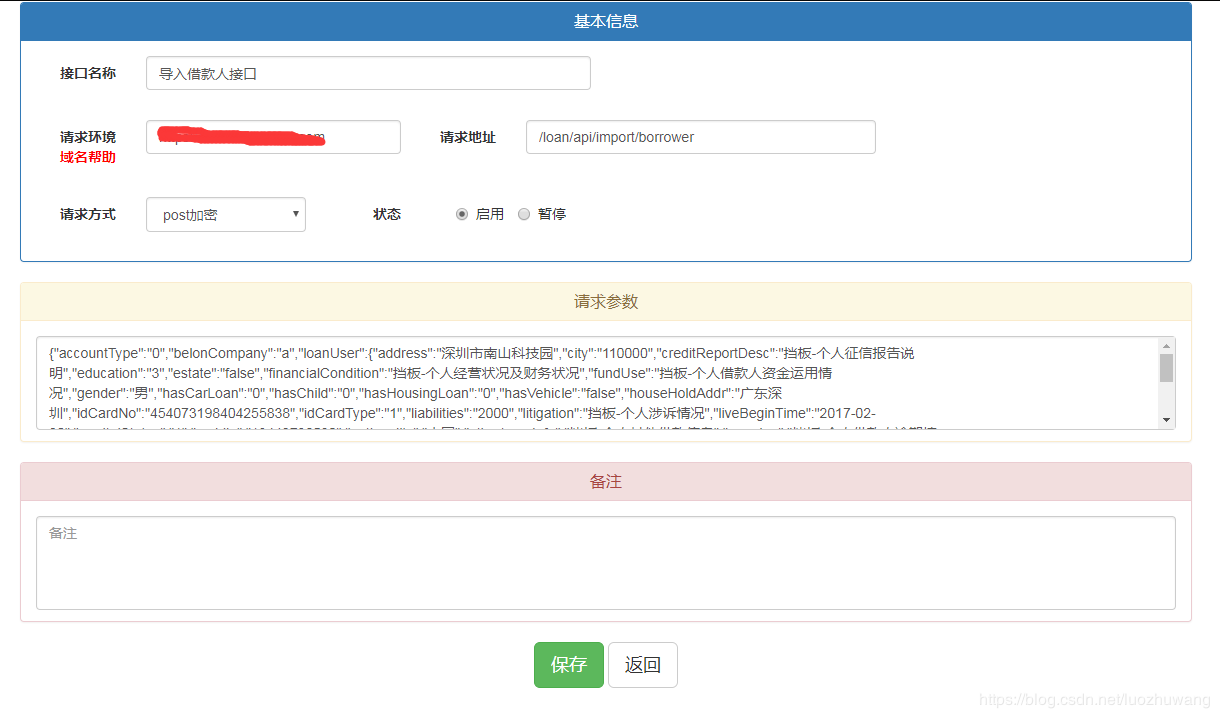 基本信息
接口名称 导入借款人接口
请求环境 请求地址 /loan/api/import/borrower
域名帮助
请求方式 post加密 状态 启用 暂停
请求参数
{"accountType":"0","belonCompany":"a","loanUser":{"address":"深圳市南山科技园","city":"110000","creditReportDesc":"挡板-个人征信报告说
明","education":"3","estate":"false","financialCondition":"挡板-个人经营状况及财务状况","fundUse":"挡板-个人借款人资金运用情
况","gender":"男","hasCarLoan":"0","hasChild":"0","hasHousingLoan":"0","hasVehicle":"false","houseHoldAddr":"广东深
圳","idCardNo":"454073198404255838","idCardType":"1","liabilities":"2000","litigation":"挡板-个人涉诉情况","liveBeginTime":"2017-02-
备注
备注
保存 返回
https://blog.csdn.net/luozhuwang